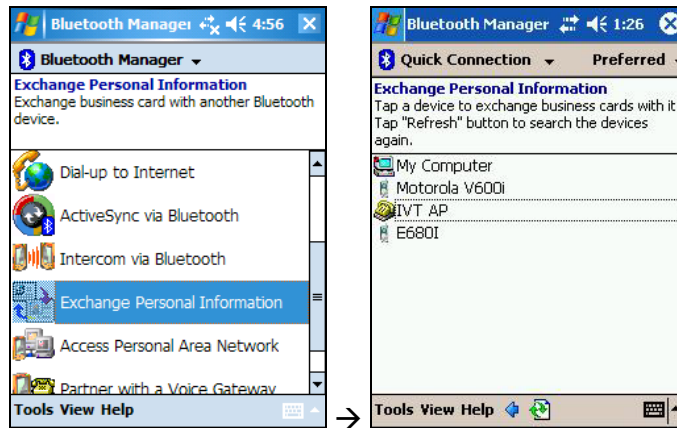 Bluetooth Manager 4:56
Bluetooth Manager
Exchange Personal Information
Exchange business card with another Bluetooth
device.
Dial-up to Internet
ActiveSync via Bluetooth
Intercom via Bluetooth
Exchange Personal Information
Access Personal Area Network
Partner with a Voice Gateway
Tools View Help
→
Bluetooth Manager 1:26
Quick Connection Preferred
Exchange Personal Information
Tap a device to exchange business cards with it
Tap "Refresh" button to search the devices
again.
My Computer
Motorola V600i
IVT AP
E680I
Tools View Help